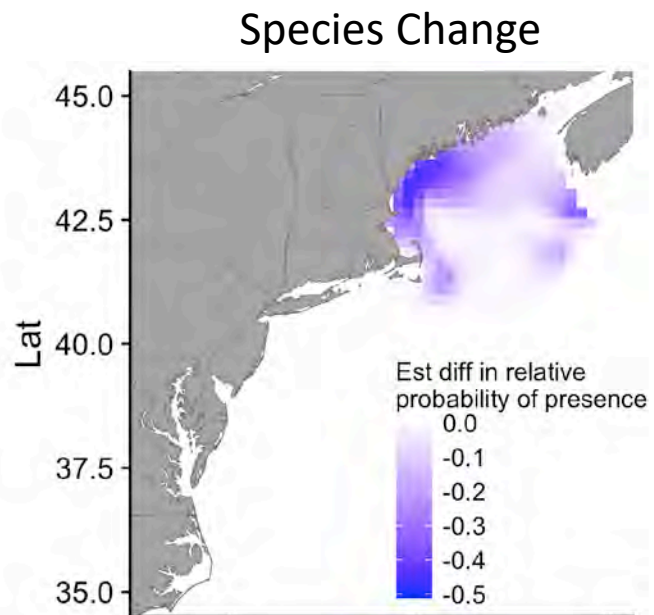 Species Change
45.0
42.5
Lat
40.0
37.5
35.0
Est diff in relative
probability of presence
0.0
-0.1
-0.2
-0.3
-0.4
-0.5